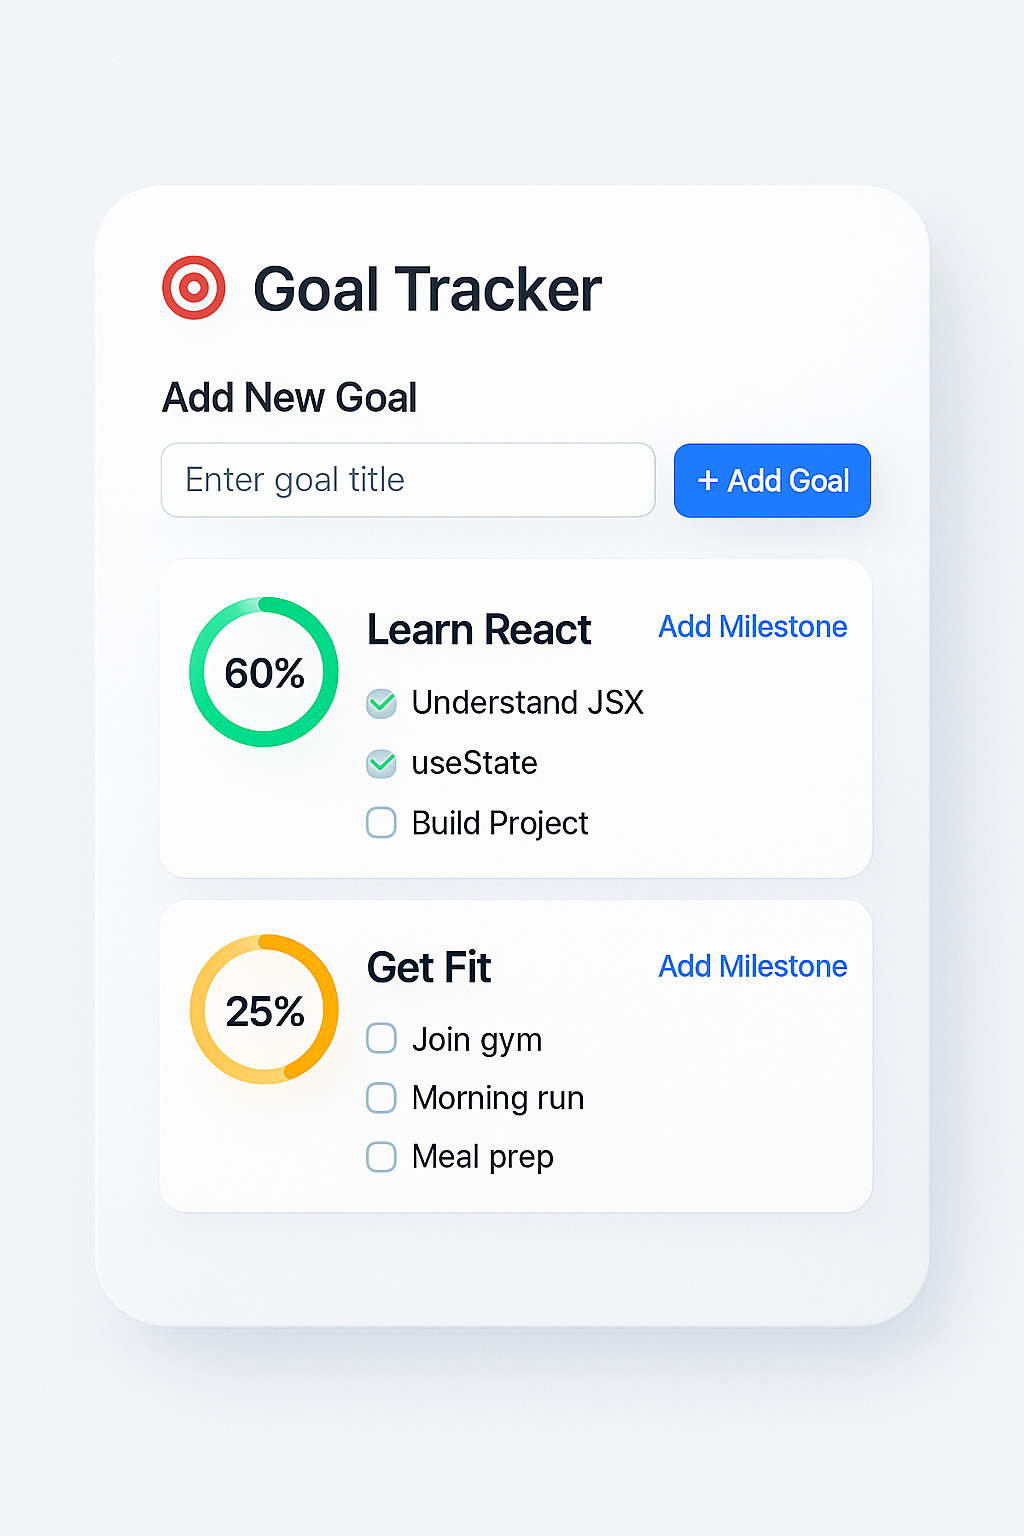 Goal Tracker
Add New Goal
Enter goal title
+ Add Goal
60%
Learn React
Add Milestone
Understand JSX
useState
Build Project
25%
Get Fit
Add Milestone
Join gym
Morning run
Meal prep